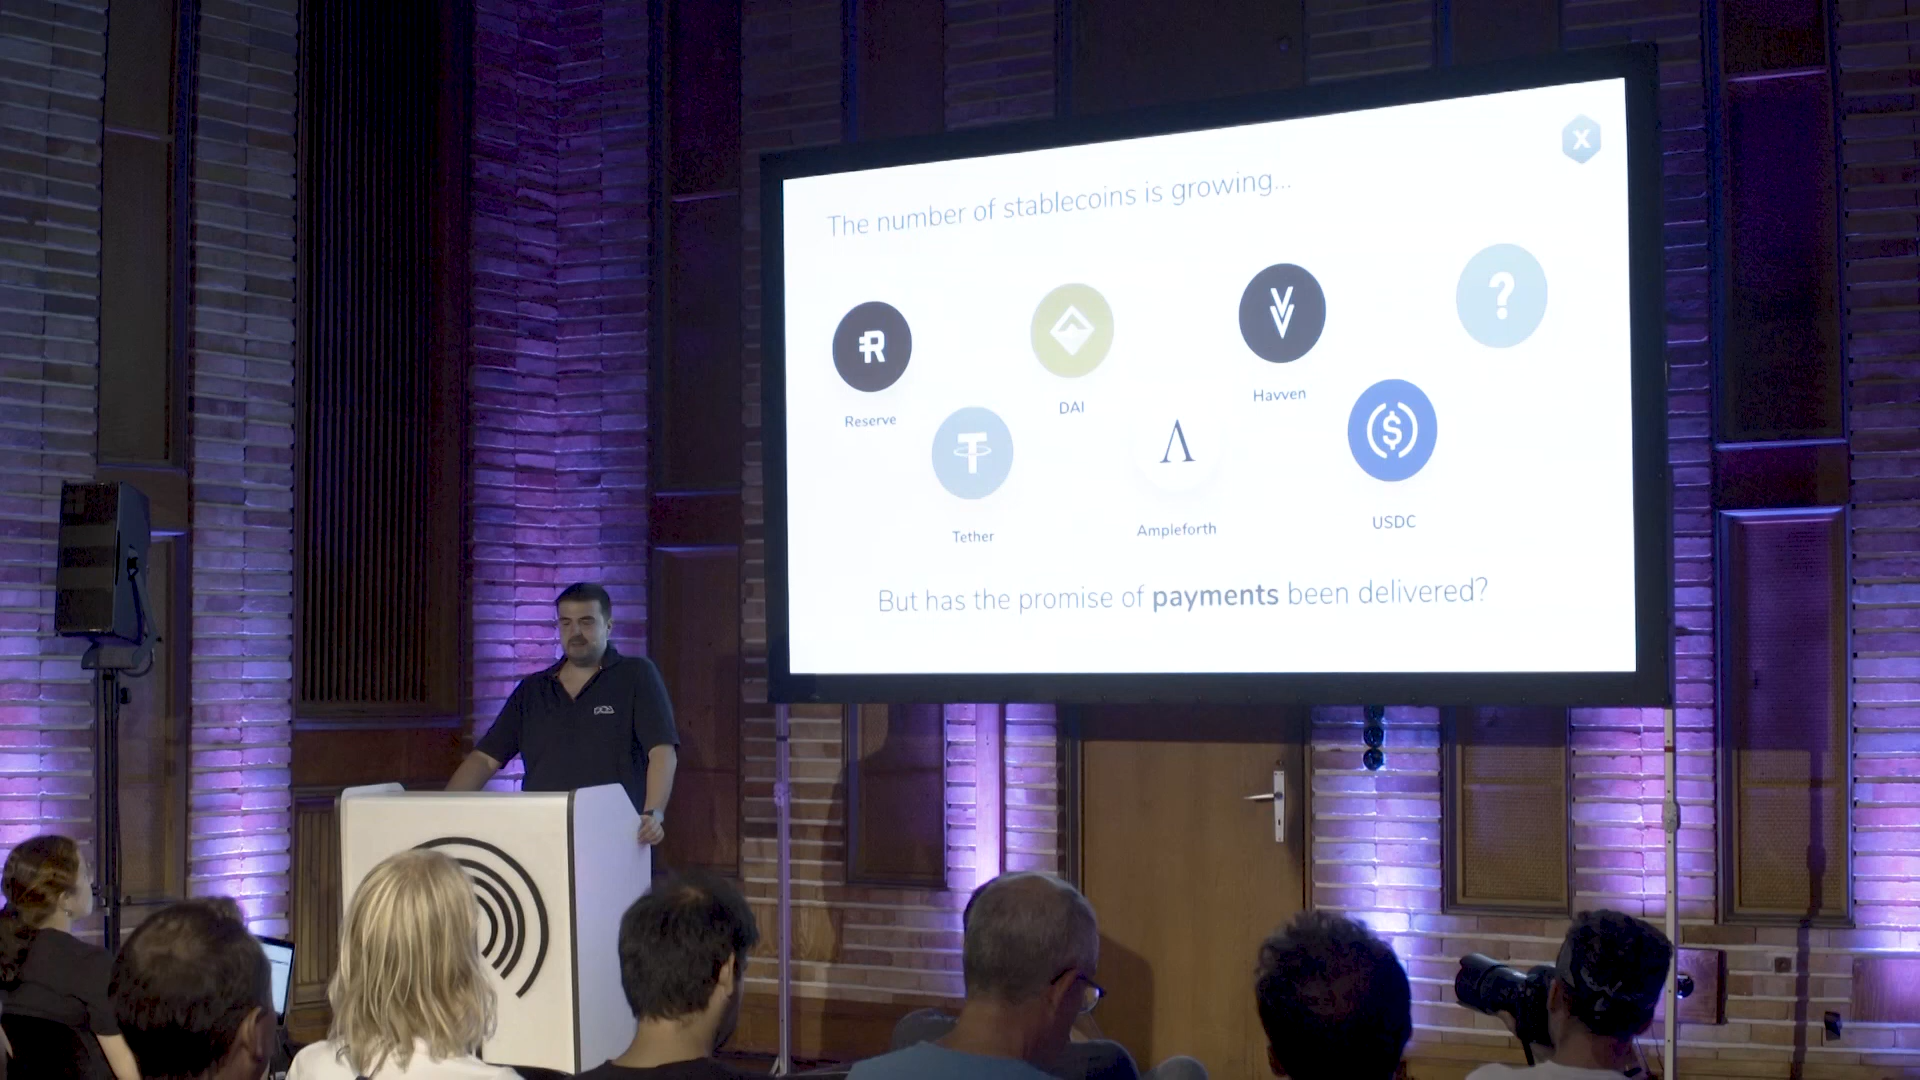 The number of stablecoins is growing...
X
Reserve
DAI
Havven
?
Tether
Ampleforth
USDC
But has the promise of payments been delivered?